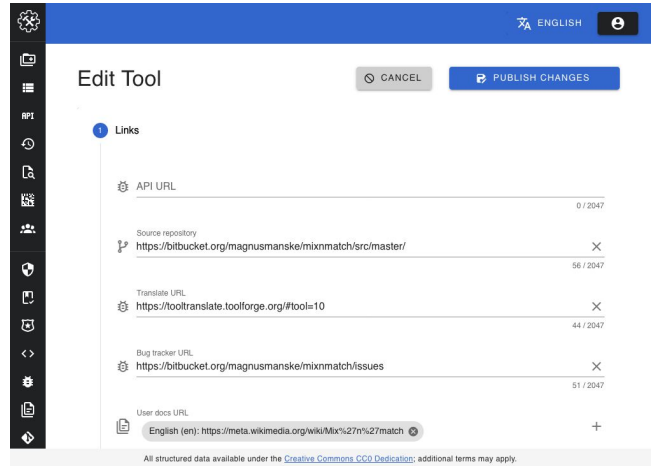 ENGLISH
Edit Tool
CANCEL
PUBLISH CHANGES
API
1 Links
API URL
0 / 2047
Source repository
https://bitbucket.org/magnusmanske/mixnmatch/src/master/
56 / 2047
Translate URL
https://tooltranslate.toolforge.org/#tool=10
44 / 2047
Bug tracker URL
https://bitbucket.org/magnusmanske/mixnmatch/issues
51 / 2047
User docs URL
English (en): https://meta.wikimedia.org/wiki/Mix%27n%27match
All structured data available under the Creative Commons CC0 Dedication; additional terms may apply.